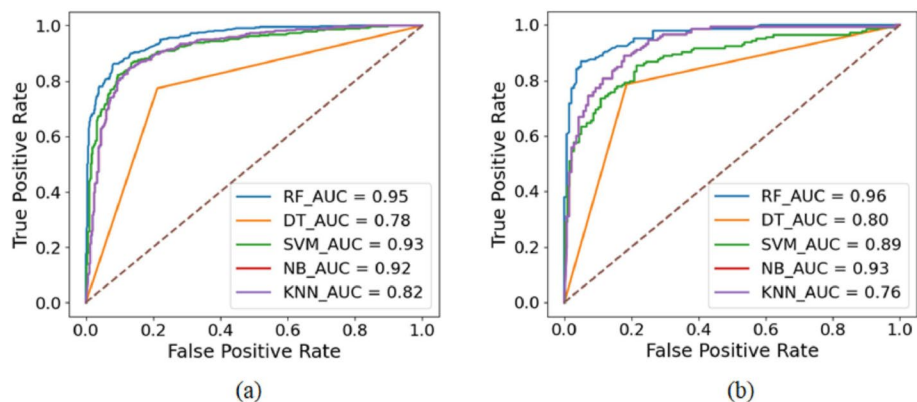 1.0
0.8
0.6
0.4
0.2
0.0
True Positive Rate
RF_AUC = 0.95
DT_AUC = 0.78
SVM_AUC = 0.93
NB_AUC = 0.92
KNN_AUC = 0.82
0.0 0.2 0.4 0.6 0.8 1.0
False Positive Rate
(a)
1.0
0.8
0.6
0.4
0.2
0.0
True Positive Rate
RF_AUC = 0.96
DT_AUC = 0.80
SVM_AUC = 0.89
NB_AUC = 0.93
KNN_AUC = 0.76
0.0 0.2 0.4 0.6 0.8 1.0
False Positive Rate
(b)